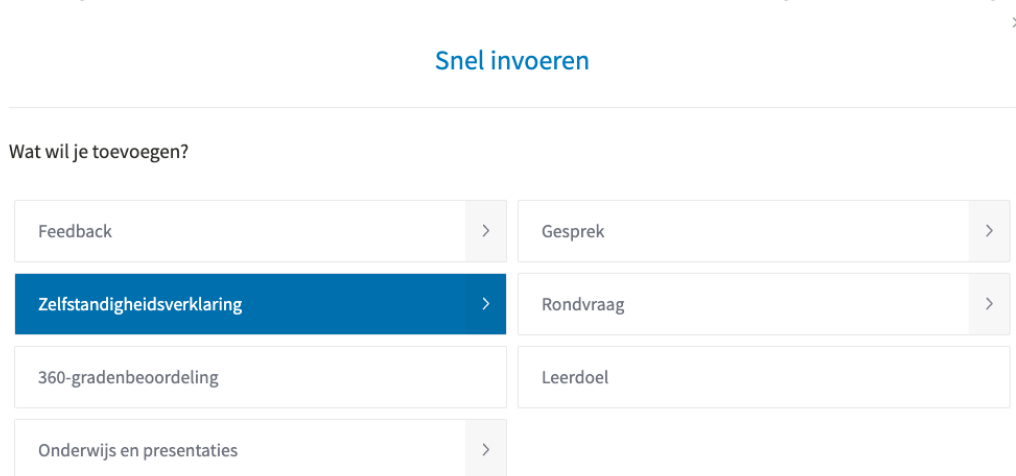 Snel invoeren
Wat wil je toevoegen?
Feedback
Gesprek
Zelfstandigheidsverklaring
Rondvraag
360-gradenbeoordeling
Leerdoel
Onderwijs en presentaties